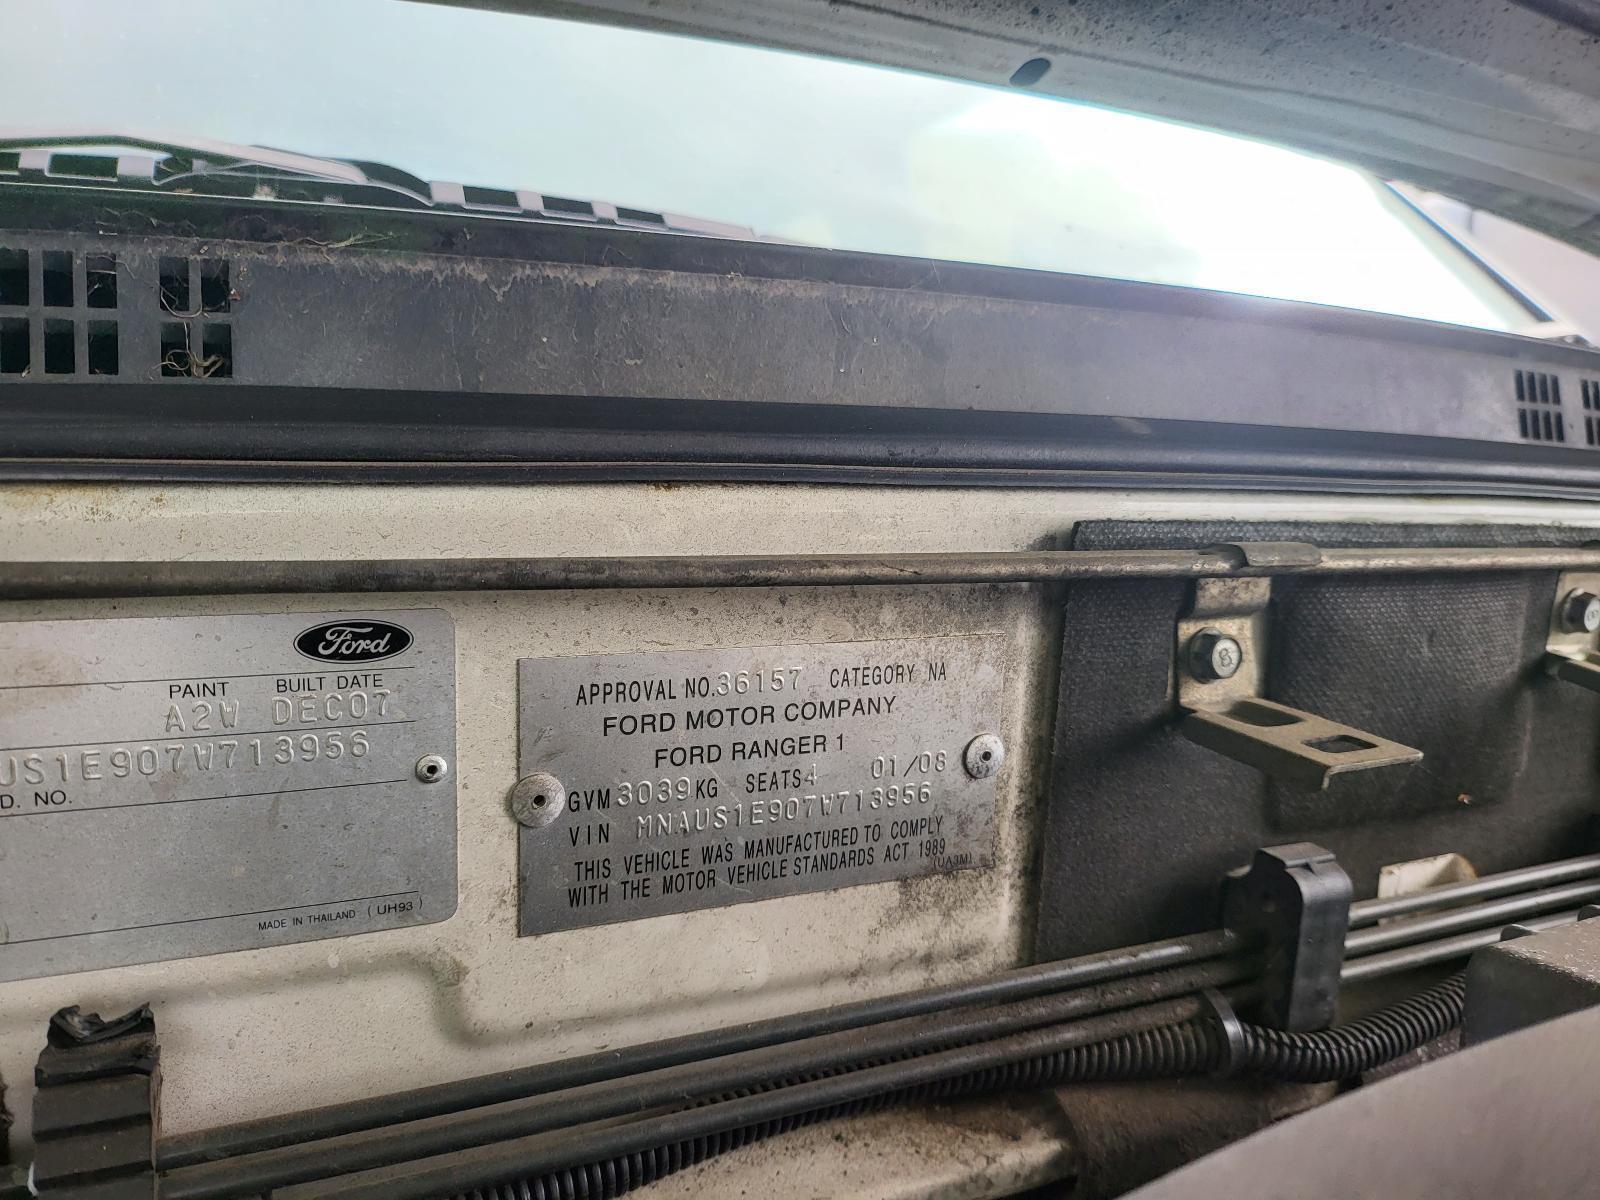 Ford
PAINT BUILT DATE
A2W DEC07
US1E907W713956
D. NO.
MADE IN THAILAND (UH93)
APPROVAL NO.36157 CATEGORY NA
FORD MOTOR COMPANY
FORD RANGER 1
GVM 3039KG SEATS 4 01/08
VIN MNAUS1E907W713956
THIS VEHICLE WAS MANUFACTURED TO COMPLY
WITH THE MOTOR VEHICLE STANDARDS ACT 1989
(UA3M)
8